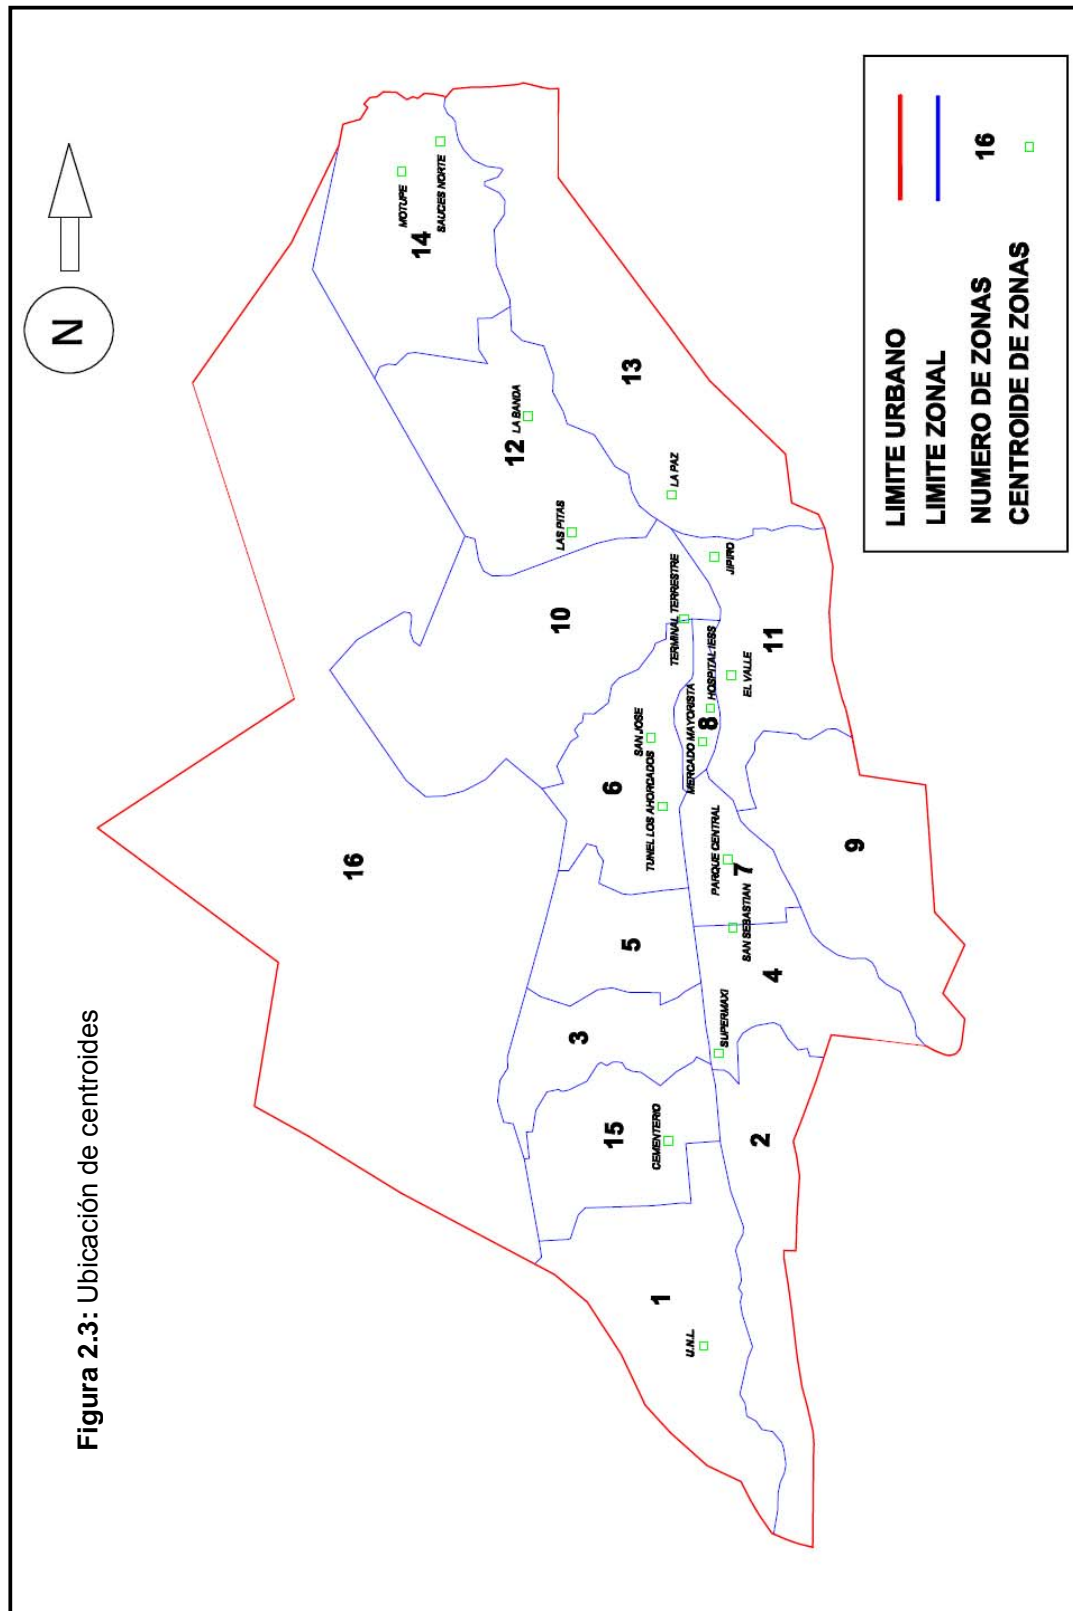 Figura 2.3: Ubicación de centroides
N
MOTUPE
SAUCES NORTE
14
13
LA BANDA
12
LA PAZ
LAS PITAS
JIPIRO
10
TERMINAL TERRESTRE
11
HOSPITAL IESS
EL VALLE
8
MERCADO MAYORISTA
SAN JOSE
6
TUNEL LOS AHORCADOS
PARQUE CENTRAL
7
9
16
SAN SEBASTIAN
5
4
SUPERMAXI
3
15
CEMENTERIO
2
1
U.N.L.
LIMITE URBANO
LIMITE ZONAL
NUMERO DE ZONAS 16
CENTROIDE DE ZONAS